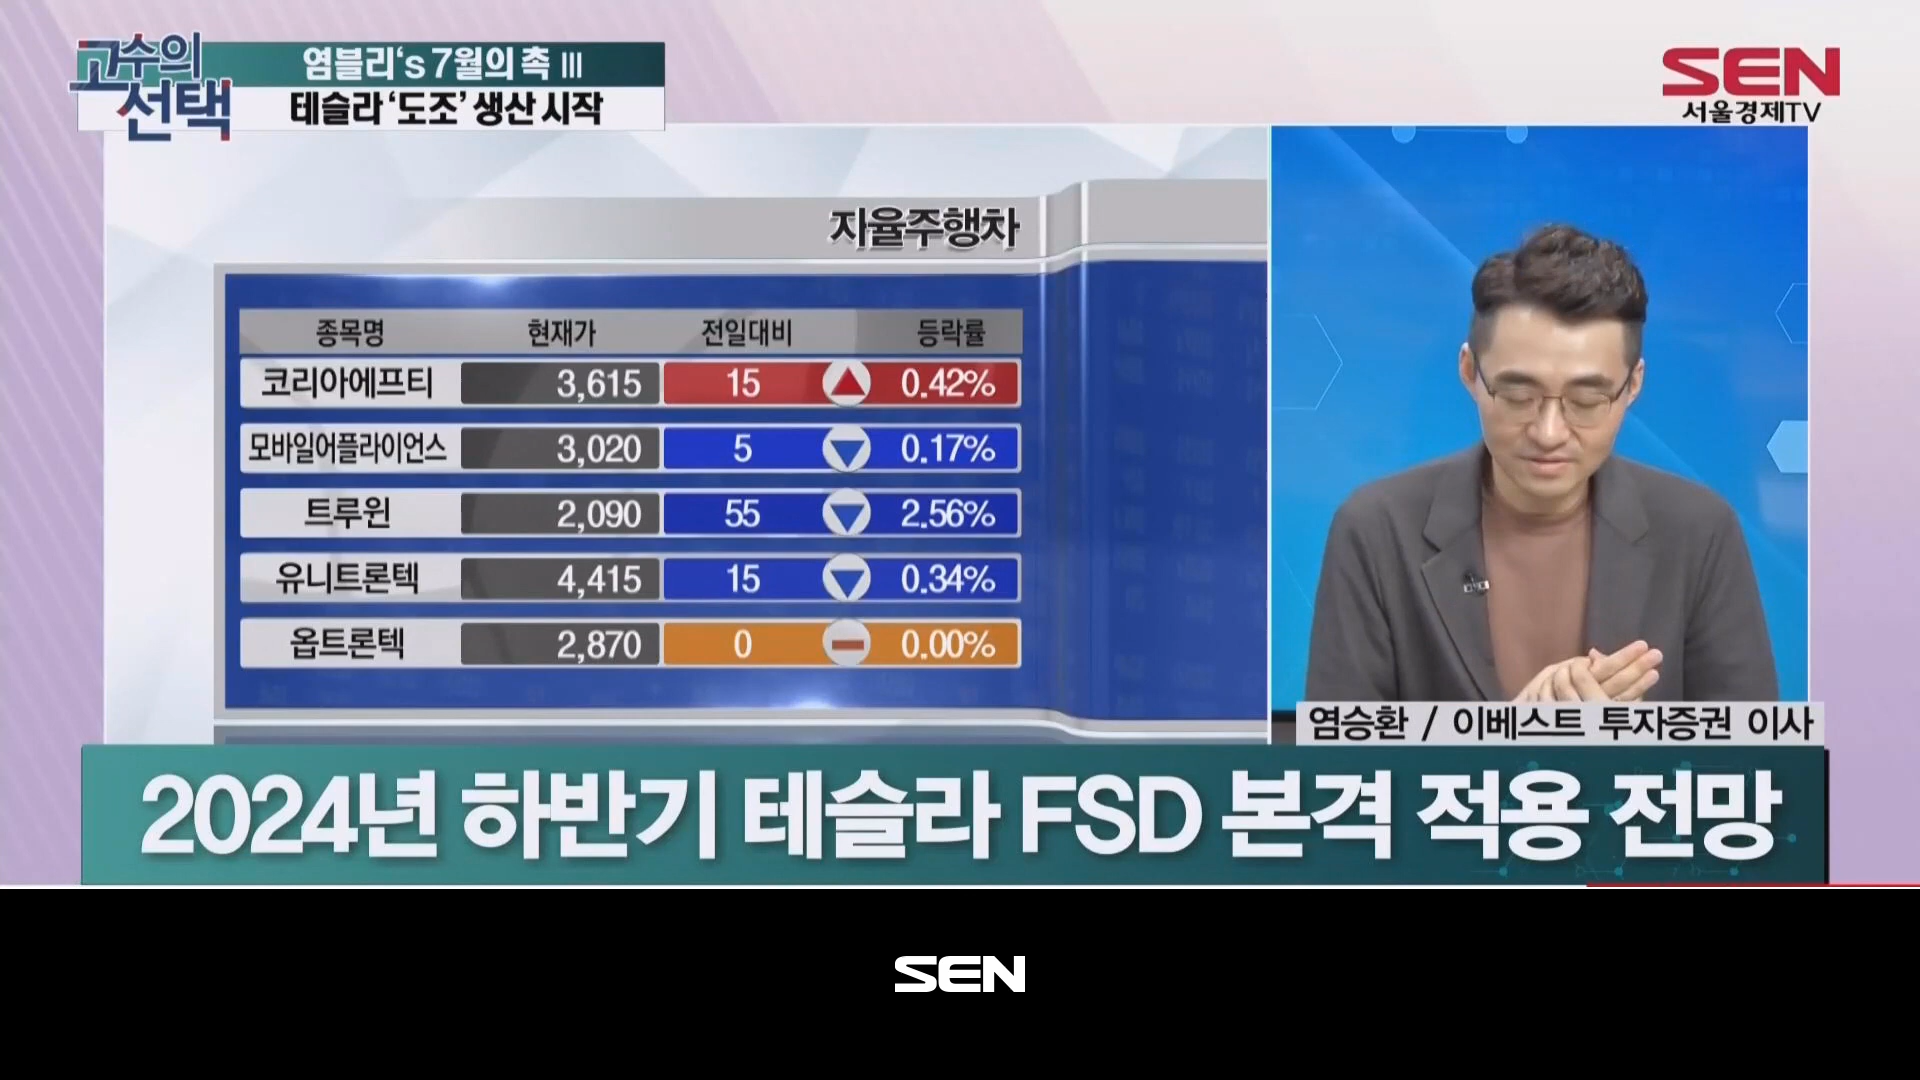 고수의 선택
염블리's 7월의 촉 Ⅲ
테슬라 '도조' 생산 시작
SEN
서울경제TV
자율주행차
종목명 현재가 전일대비 등락률
코리아에프티 3,615 15 ▲ 0.42%
모바일어플라이언스 3,020 5 ▼ 0.17%
트루윈 2,090 55 ▼ 2.56%
유니트론텍 4,415 15 ▼ 0.34%
옵트론텍 2,870 0 - 0.00%
염승환 / 이베스트 투자증권 이사
2024년 하반기 테슬라 FSD 본격 적용 전망
SEN